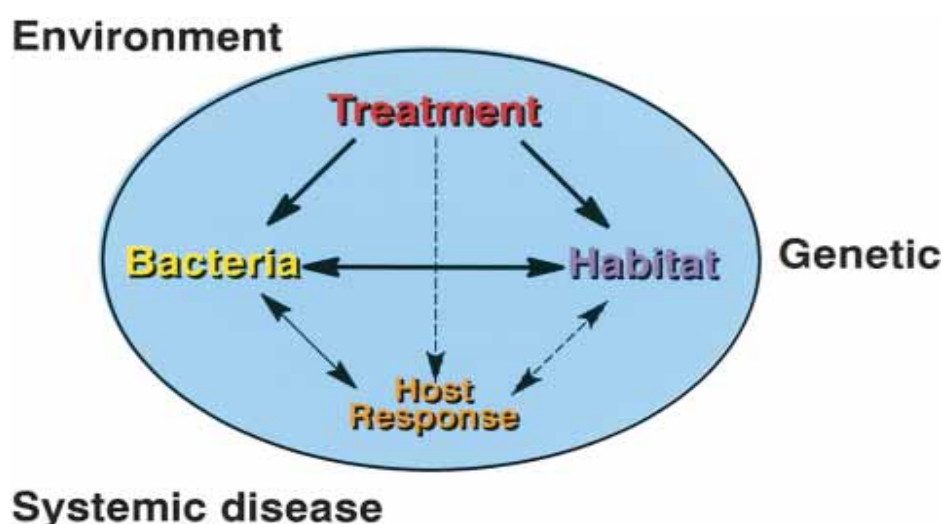 Environment
Treatment
Bacteria
Habitat
Genetic
Host
Response
Systemic disease